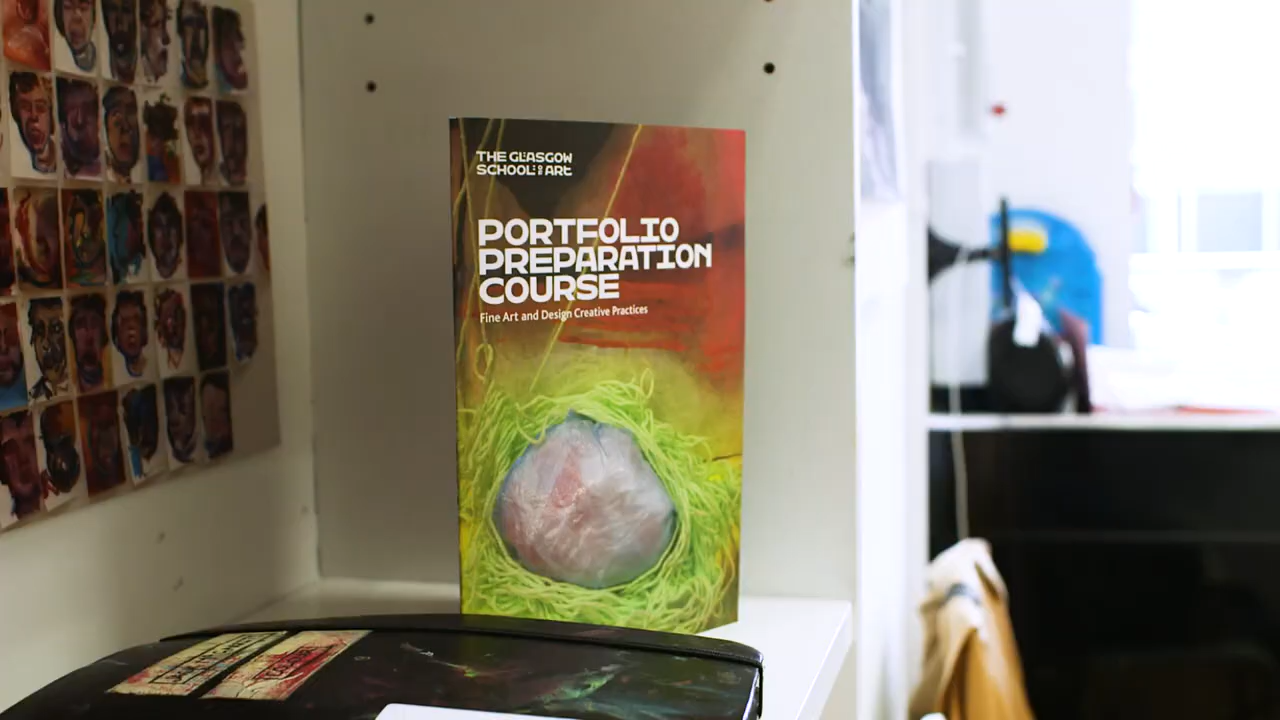 THE GLASGOW
SCHOOL OF ART
PORTFOLIO
PREPARATION
COURSE
Fine Art and Design Creative Practices